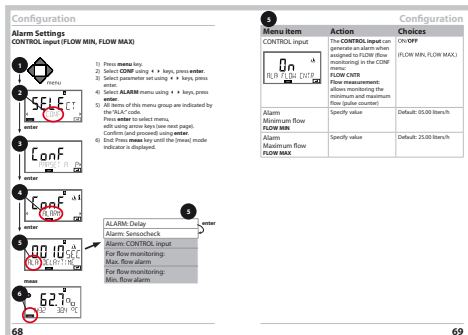 Configuration
Alarm Settings
CONTROL input (FLOW MIN, FLOW MAX)
1
menu
2
SELECT
CONF
enter
3
Conf
PARSET A
enter
4
Conf
ALARM
enter
5
0010 SEC
ALA DELAYTIME
meas
6
1) Press menu key.
2) Select CONF using keys, press enter.
3) Select parameter set using keys, press
enter.
4) Select ALARM menu using keys, press
enter.
5) All items of this menu group are indicated by
the "ALA:" code.
Press enter to select menu,
edit using arrow keys (see next page).
Confirm (and proceed) using enter.
6) End: Press meas key until the [meas] mode
indicator is displayed.
5
enter
ALARM: Delay
Alarm: Sensocheck
Alarm: CONTROL input
For flow monitoring:
Max. flow alarm
For flow monitoring:
Min. flow alarm
68
5
Configuration
Menu item Action Choices
CONTROL input
On
ALA FLOW CNTR
The CONTROL input can
generate an alarm when
assigned to FLOW (flow
monitoring) in the CONF
menu:
FLOW CNTR
Flow measurement:
allows monitoring the
minimum and maximum
flow (pulse counter)
ON/OFF
(FLOW MIN, FLOW MAX.)
Alarm
Minimum flow
FLOW MIN
Specify value
Default: 05.00 liters/h
Alarm
Maximum flow
FLOW MAX
Specify value
Default: 25.00 liters/h
69